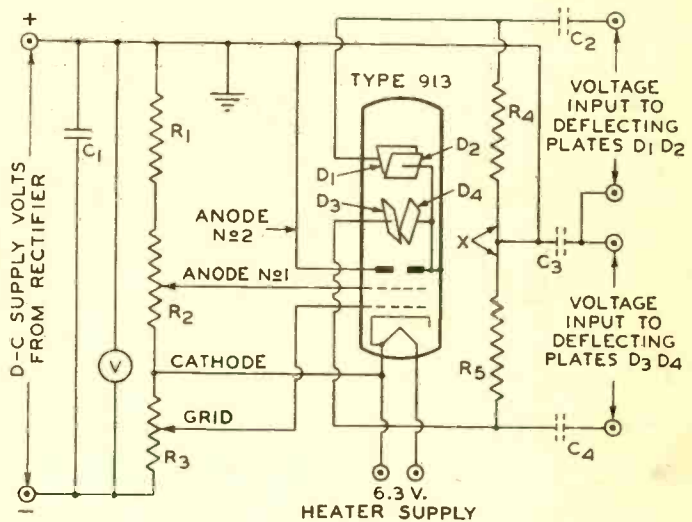 +
C2
TYPE 913
VOLTAGE
INPUT TO
DEFLECTING
PLATES D1 D2
R4
D-C SUPPLY VOLTS
FROM RECTIFIER
C1
R1
D2
D1
D3
D4
ANODE
No2
X
C3
ANODE No1
R2
VOLTAGE
INPUT TO
DEFLECTING
PLATES D3 D4
V
CATHODE
R5
GRID
R3
C4
−
6.3 V.
HEATER SUPPLY